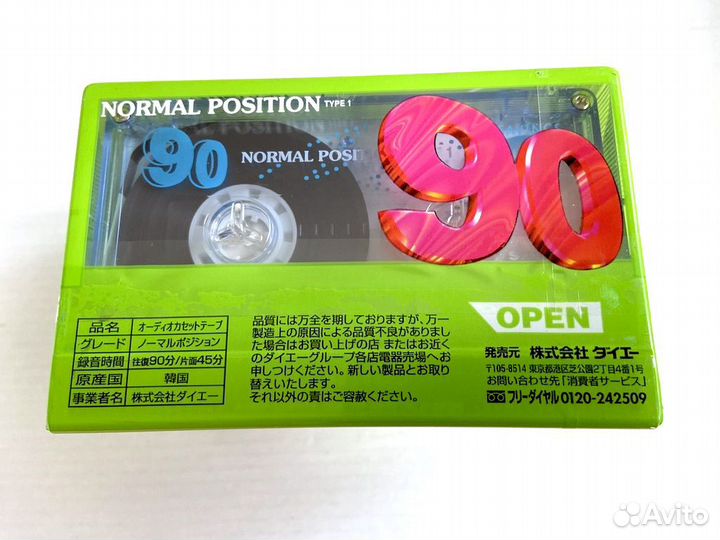 NORMAL POSITION TYPE 1
90
90
NORMAL POSIT
OPEN
品名 オーディオカセットテープ
グレード ノーマルポジション
録音時間 往復90分/片面45分
原産国 韓国
事業者名 株式会社ダイエー
品質には万全を期しておりますが、万一
製造上の原因による品質不良がありまし
た場合はお買い上げの店 またはお近く
のダイエーグループ各店電器売場へお
申しつけください。新しい製品とお取り
替えいたします。
それ以外の責はご容赦ください。
発売元 株式会社 ダイエー
〒105-8514 東京都港区芝公園2丁目4番1号
お問い合わせ先「消費者サービス」
フリーダイヤル 0120-242509
Avito